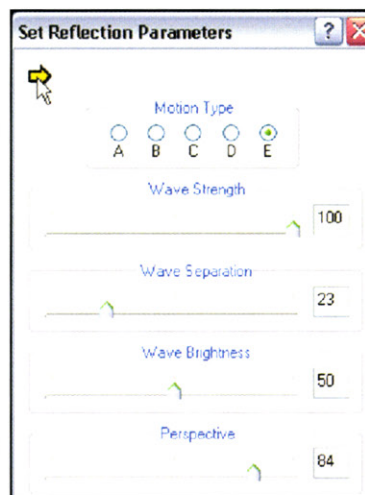 Set Reflection Parameters
?
Motion Type
A B C D E
Wave Strength
100
Wave Separation
23
Wave Brightness
50
Perspective
84